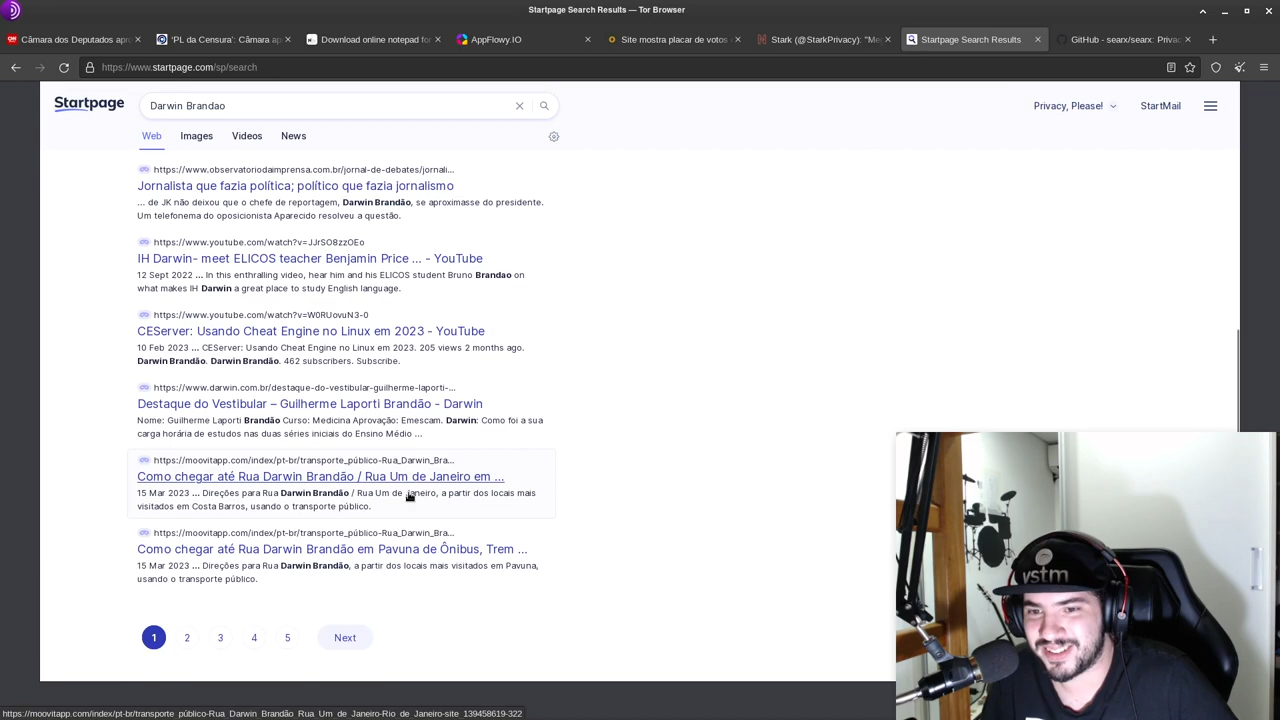 Startpage Search Results — Tor Browser
Câmara dos Deputados apro
'PL da Censura': Câmara ap
Download online notepad for
AppFlowy.IO
Site mostra placar de votos
Stark (@StarkPrivacy): "Me
Startpage Search Results
GitHub - searx/searx: Privac
https://www.startpage.com/sp/search
Startpage
Darwin Brandao
Privacy, Please!
StartMail
Web
Images
Videos
News
https://www.observatoriodaimprensa.com.br/jornal-de-debates/jornali...
Jornalista que fazia política; político que fazia jornalismo
... de JK não deixou que o chefe de reportagem, Darwin Brandão, se aproximasse do presidente.
Um telefonema do oposicionista Aparecido resolveu a questão.
https://www.youtube.com/watch?v=JJrSO8zzOEo
IH Darwin- meet ELICOS teacher Benjamin Price ... - YouTube
12 Sept 2022 ... In this enthralling video, hear him and his ELICOS student Bruno Brandao on
what makes IH Darwin a great place to study English language.
https://www.youtube.com/watch?v=W0RUovuN3-0
CEServer: Usando Cheat Engine no Linux em 2023 - YouTube
10 Feb 2023 ... CEServer: Usando Cheat Engine no Linux em 2023. 205 views 2 months ago.
Darwin Brandão. Darwin Brandão. 462 subscribers. Subscribe.
https://www.darwin.com.br/destaque-do-vestibular-guilherme-laporti-...
Destaque do Vestibular – Guilherme Laporti Brandão - Darwin
Nome: Guilherme Laporti Brandão Curso: Medicina Aprovação: Emescam. Darwin: Como foi a sua
carga horária de estudos nas duas séries iniciais do Ensino Médio ...
https://moovitapp.com/index/pt-br/transporte_público-Rua_Darwin_Bra...
Como chegar até Rua Darwin Brandão / Rua Um de Janeiro em ...
15 Mar 2023 ... Direções para Rua Darwin Brandão / Rua Um de Janeiro, a partir dos locais mais
visitados em Costa Barros, usando o transporte público.
https://moovitapp.com/index/pt-br/transporte_público-Rua_Darwin_Bra...
Como chegar até Rua Darwin Brandão em Pavuna de Ônibus, Trem ...
15 Mar 2023 ... Direções para Rua Darwin Brandão, a partir dos locais mais visitados em Pavuna,
usando o transporte público.
1
2
3
4
5
Next
vstm
https://moovitapp.com/index/pt-br/transporte_público-Rua_Darwin_Brandão_Rua_Um_de_Janeiro-Rio_de_Janeiro-site_139458619-322